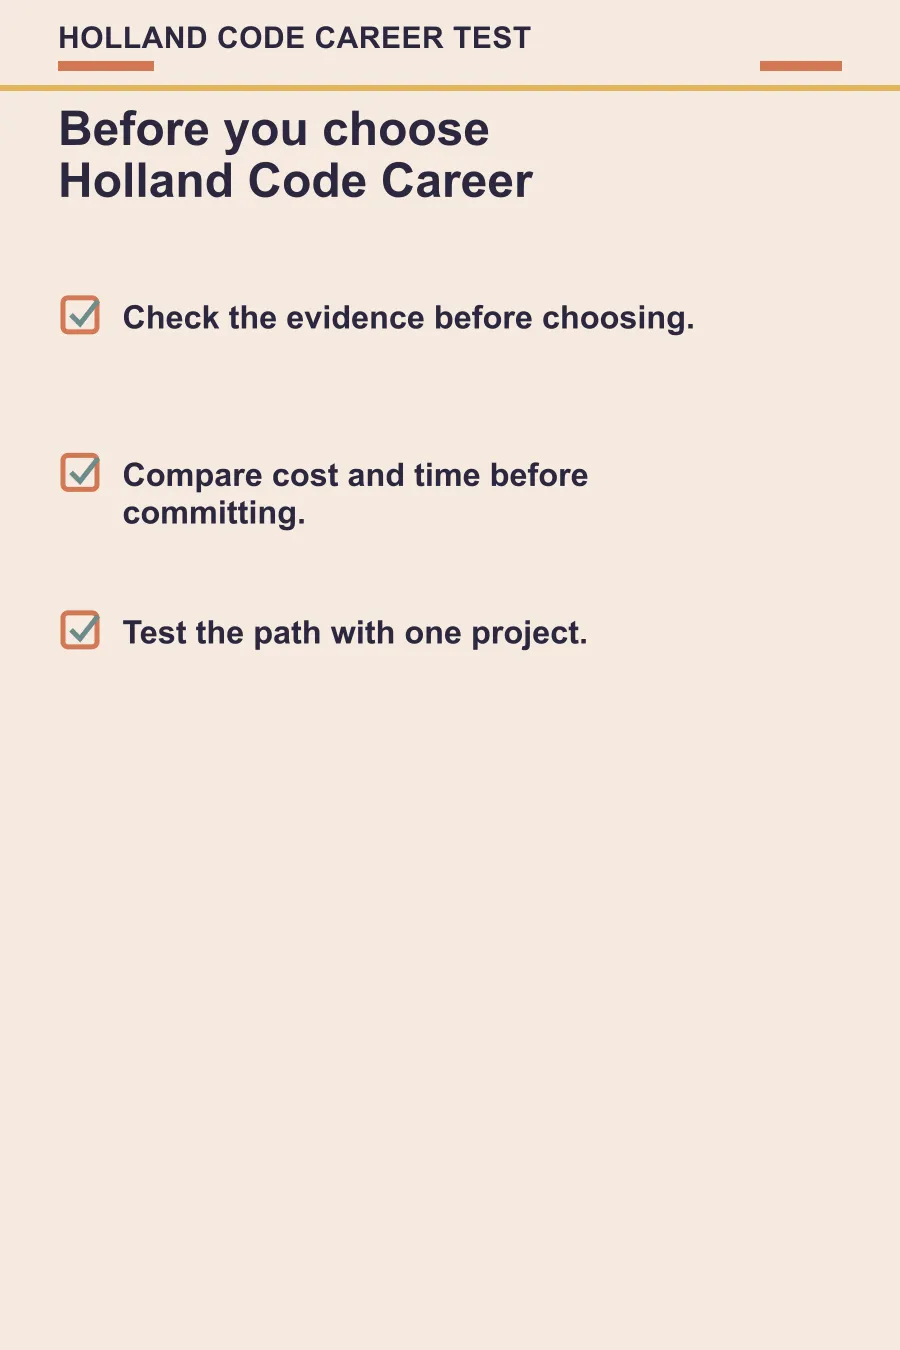 HOLLAND CODE CAREER TEST
Before you choose
Holland Code Career
Check the evidence before choosing.
Compare cost and time before
committing.
Test the path with one project.